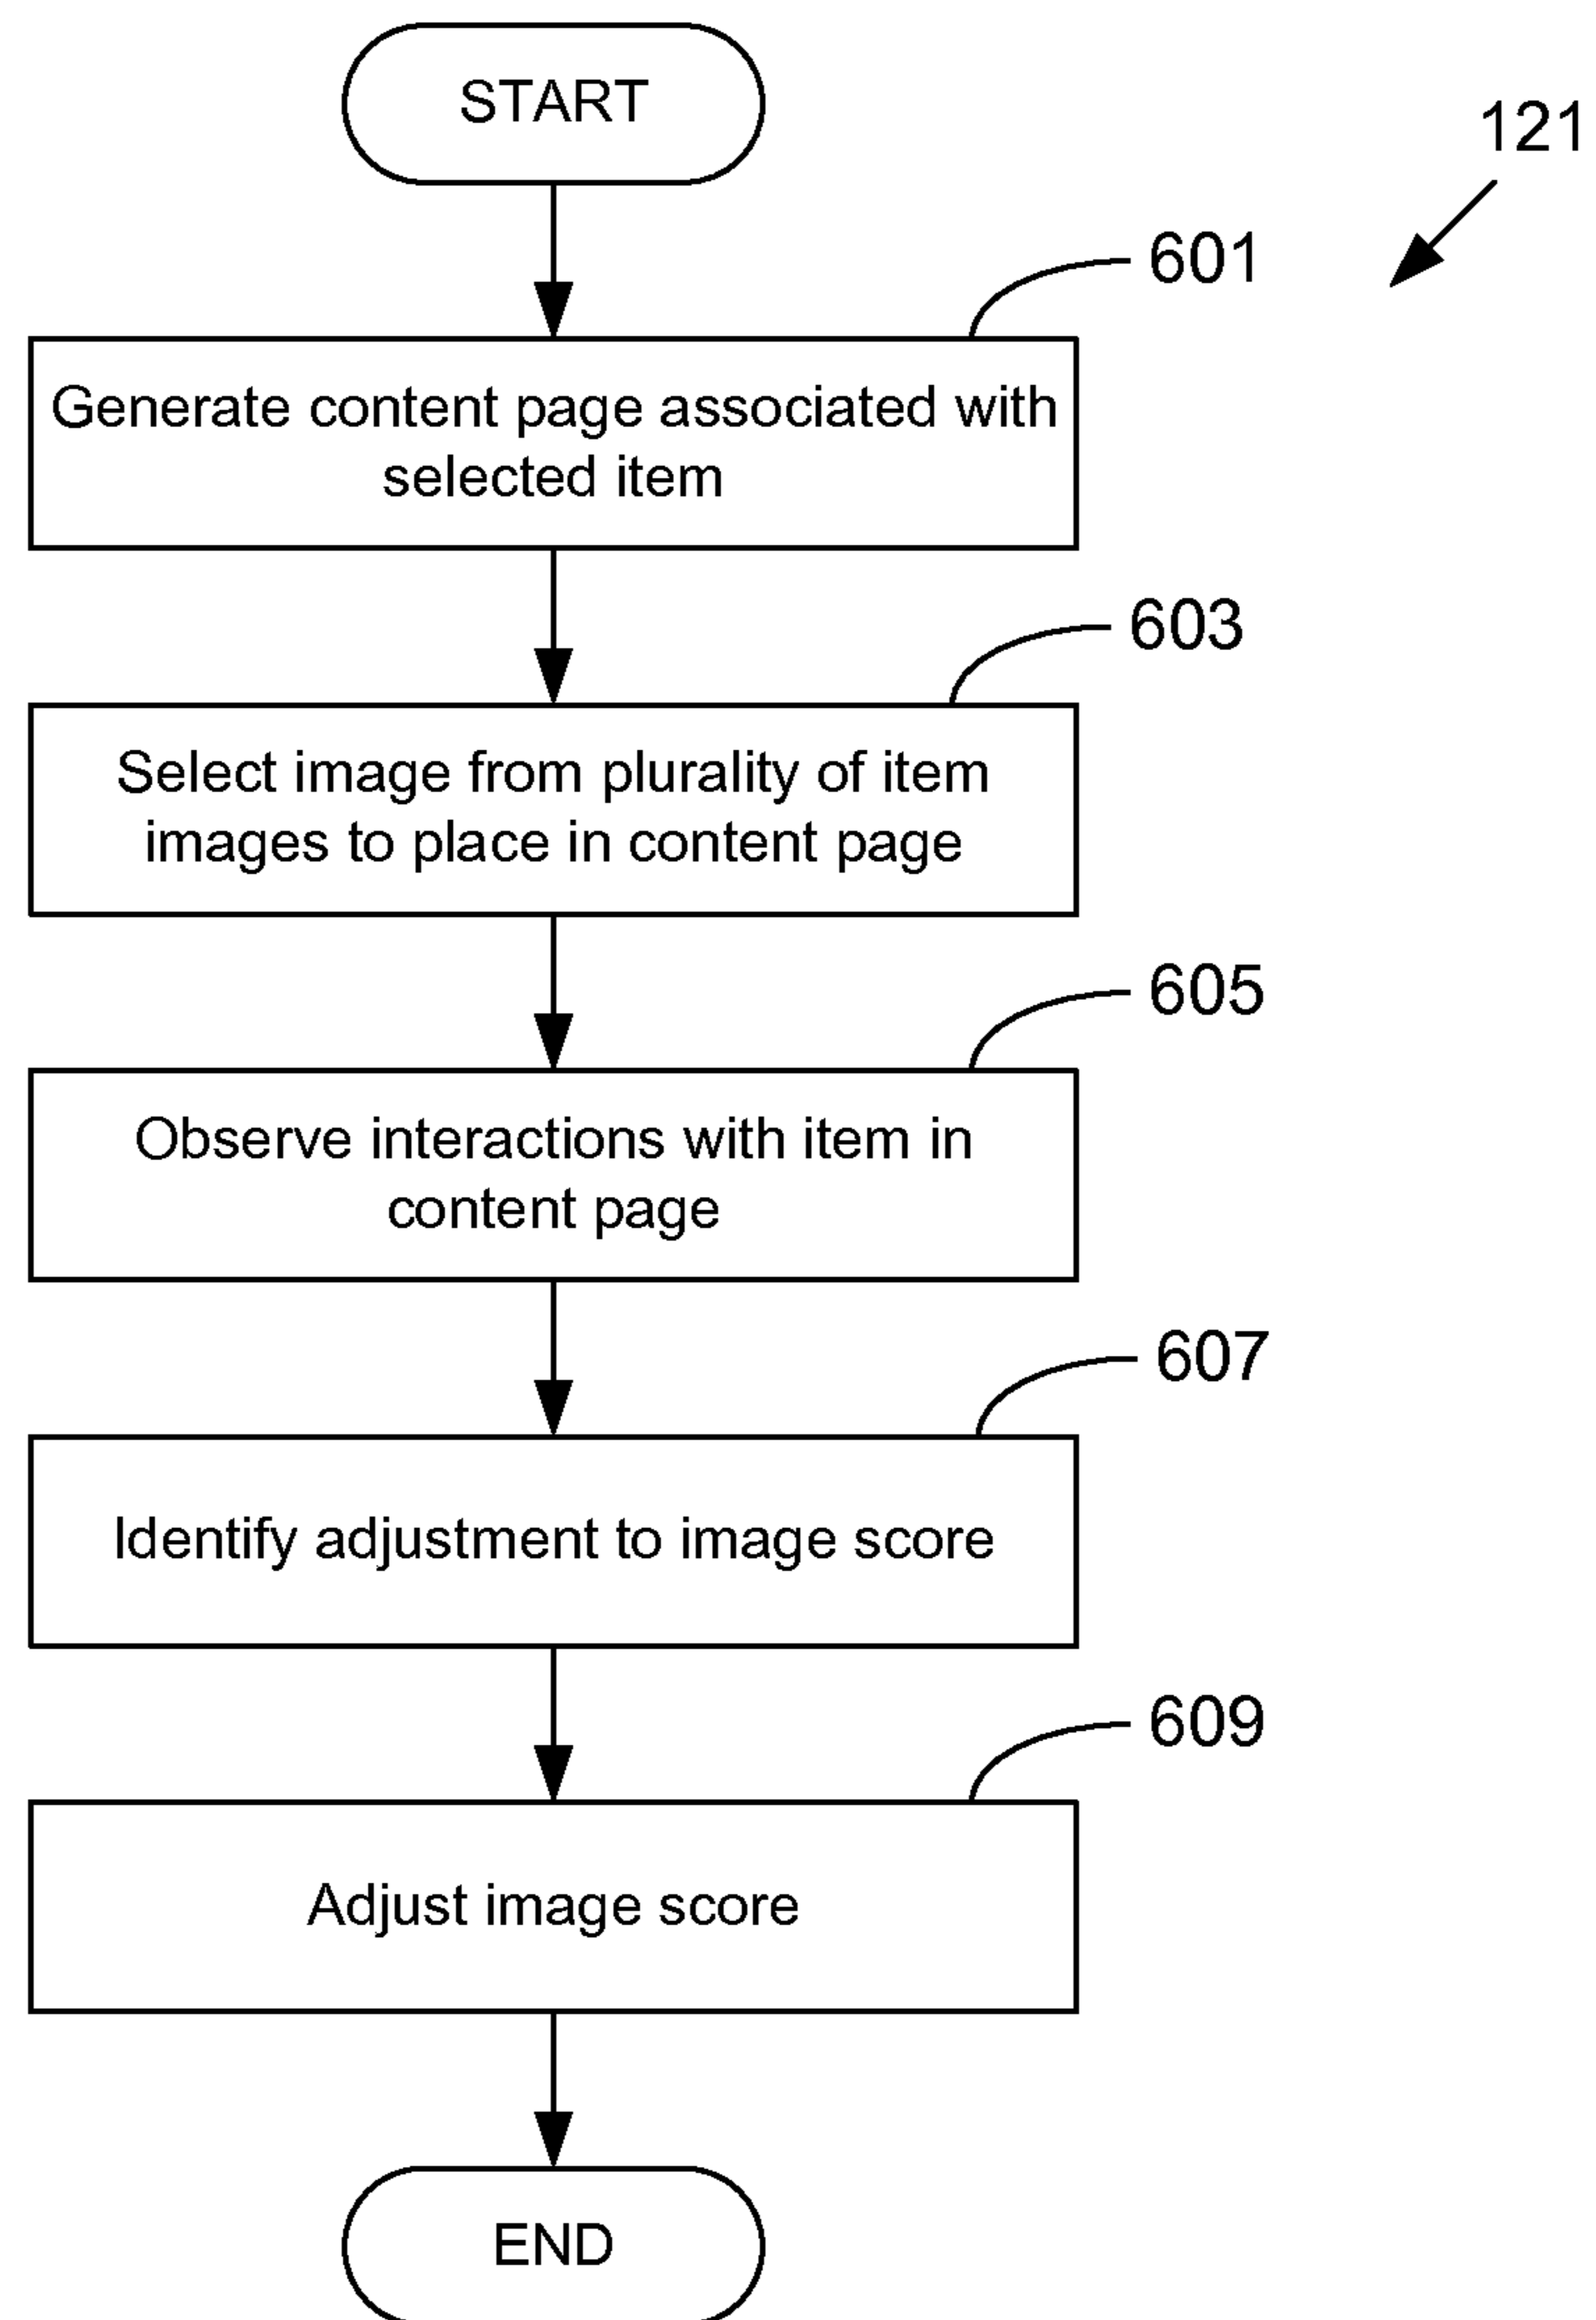 START
121
601
Generate content page associated with
selected item
603
Select image from plurality of item
images to place in content page
605
Observe interactions with item in
content page
607
Identify adjustment to image score
609
Adjust image score
END